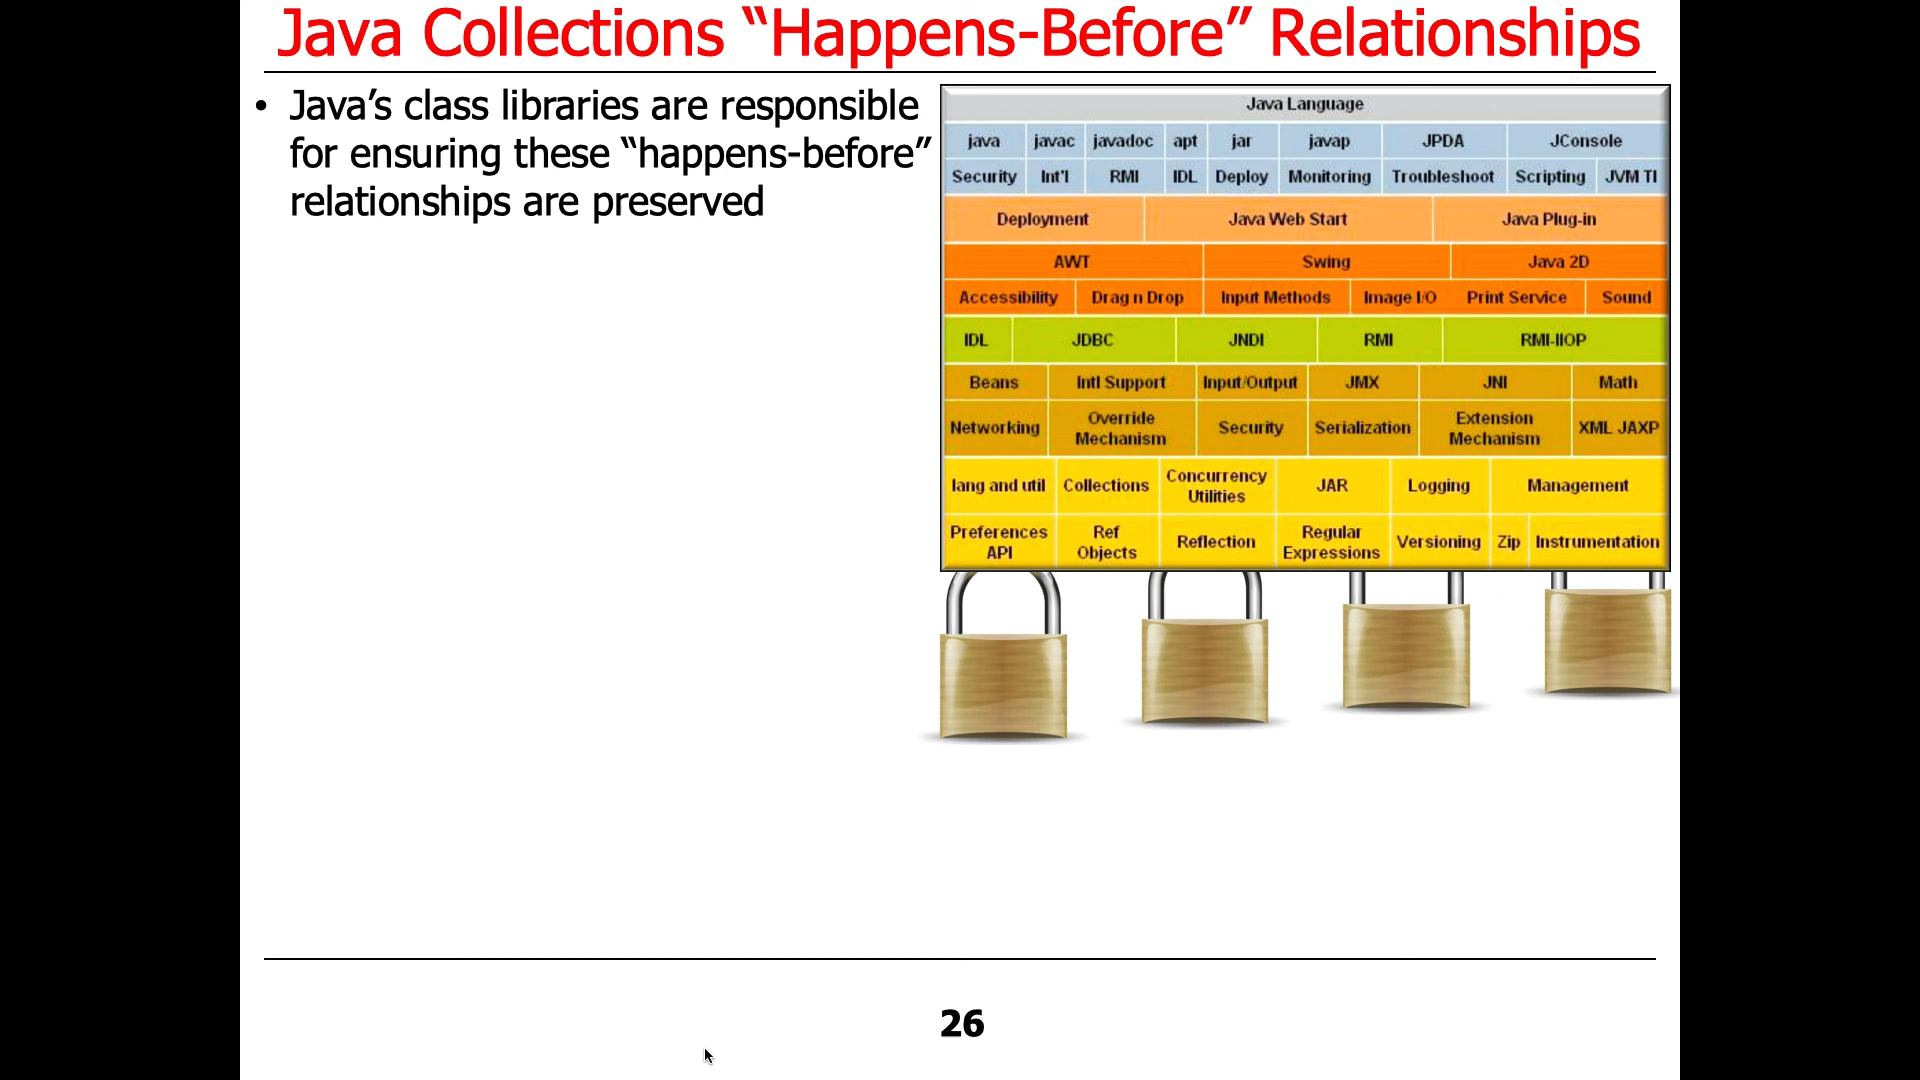 Java Collections “Happens-Before” Relationships
• Java’s class libraries are responsible
for ensuring these “happens-before”
relationships are preserved
Java Language
java javac javadoc apt jar javap JPDA JConsole
Security Int'l RMI IDL Deploy Monitoring Troubleshoot Scripting JVM TI
Deployment Java Web Start Java Plug-in
AWT Swing Java 2D
Accessibility Drag n Drop Input Methods Image I/O Print Service Sound
IDL JDBC JNDI RMI RMI-IIOP
Beans Intl Support Input/Output JMX JNI Math
Networking Override Mechanism Security Serialization Extension Mechanism XML JAXP
lang and util Collections Concurrency Utilities JAR Logging Management
Preferences API Ref Objects Reflection Regular Expressions Versioning Zip Instrumentation
26